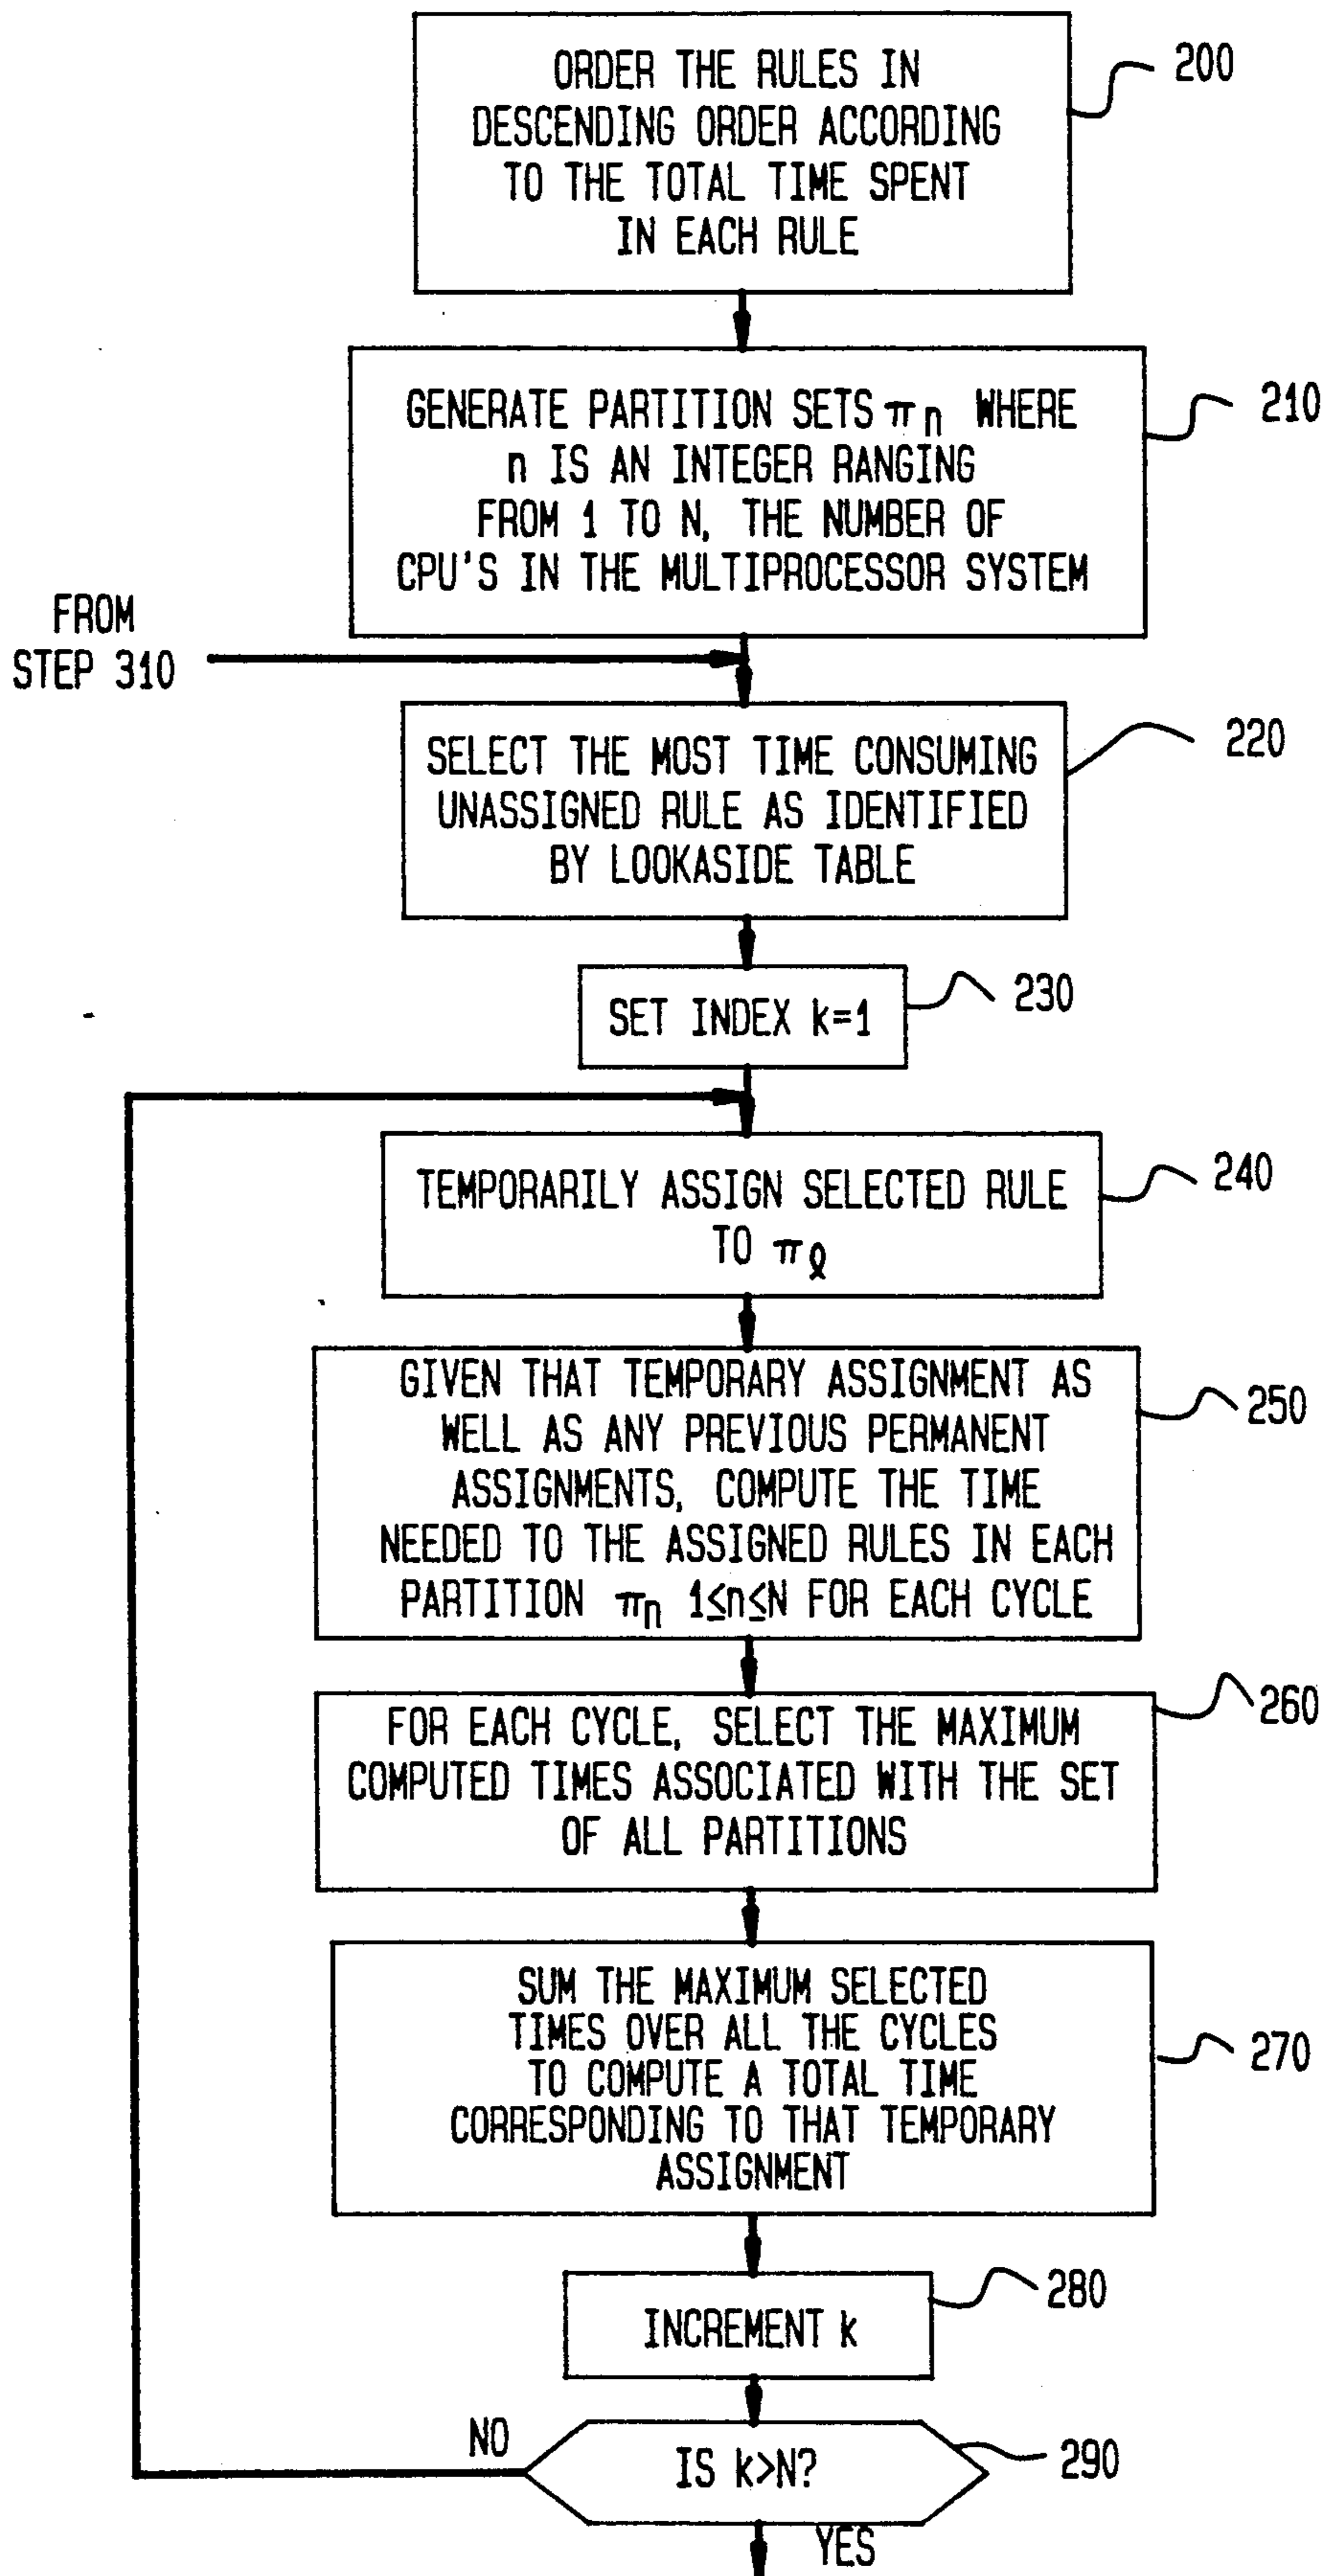 ORDER THE RULES IN
DESCENDING ORDER ACCORDING
TO THE TOTAL TIME SPENT
IN EACH RULE
200
GENERATE PARTITION SETS πn WHERE
n IS AN INTEGER RANGING
FROM 1 TO N, THE NUMBER OF
CPU'S IN THE MULTIPROCESSOR SYSTEM
210
FROM
STEP 310
SELECT THE MOST TIME CONSUMING
UNASSIGNED RULE AS IDENTIFIED
BY LOOKASIDE TABLE
220
SET INDEX k=1
230
TEMPORARILY ASSIGN SELECTED RULE
TO πℓ
240
GIVEN THAT TEMPORARY ASSIGNMENT AS
WELL AS ANY PREVIOUS PERMANENT
ASSIGNMENTS, COMPUTE THE TIME
NEEDED TO THE ASSIGNED RULES IN EACH
PARTITION πn 1≤n≤N FOR EACH CYCLE
250
FOR EACH CYCLE, SELECT THE MAXIMUM
COMPUTED TIMES ASSOCIATED WITH THE SET
OF ALL PARTITIONS
260
SUM THE MAXIMUM SELECTED
TIMES OVER ALL THE CYCLES
TO COMPUTE A TOTAL TIME
CORRESPONDING TO THAT TEMPORARY
ASSIGNMENT
270
INCREMENT k
280
NO
IS k>N?
290
YES